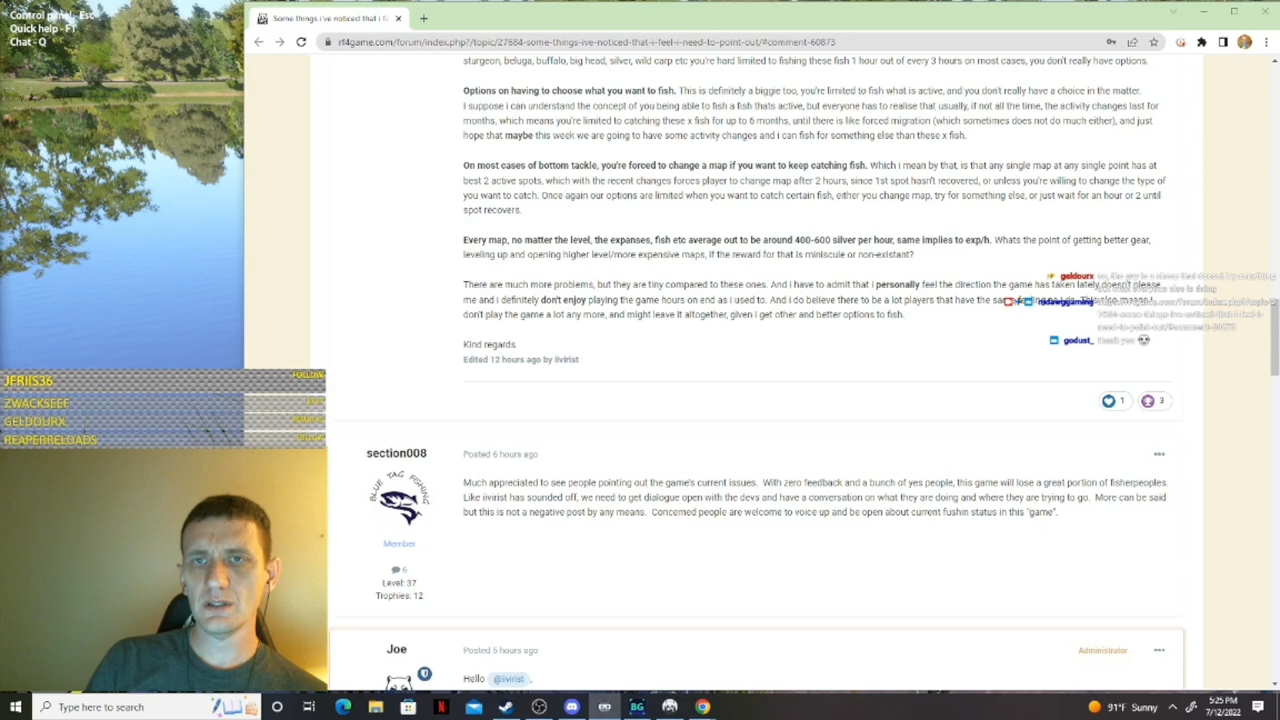 Control panel - Esc
Quick help - F1
Chat - Q
Some things i've noticed that i f
rf4game.com/forum/index.php?/topic/27684-some-things-ive-noticed-that-i-feel-i-need-to-point-out/#comment-60873
sturgeon, beluga, buffalo, big head, silver, wild carp etc you're hard limited to fishing these fish 1 hour out of every 3 hours on most cases, you don't really have options.
Options on having to choose what you want to fish. This is definitely a biggie too, you're limited to fish what is active, and you don't really have a choice in the matter.
I suppose i can understand the concept of you being able to fish a fish thats active, but everyone has to realise that usually, if not all the time, the activity changes last for
months, which means you're limited to catching these x fish for up to 6 months, until there is like forced migration (which sometimes does not do much either), and just
hope that maybe this week we are going to have some activity changes and i can fish for something else than these x fish.
On most cases of bottom tackle, you're forced to change a map if you want to keep catching fish. Which i mean by that, is that any single map at any single point has at
best 2 active spots, which with the recent changes forces player to change map after 2 hours, since 1st spot hasn't recovered, or unless you're willing to change the type of
you want to catch. Once again our options are limited when you want to catch certain fish, either you change map, try for something else, or just wait for an hour or 2 until
spot recovers.
Every map, no matter the level, the expanses, fish etc average out to be around 400-600 silver per hour, same implies to exp/h. Whats the point of getting better gear,
leveling up and opening higher level/more expensive maps, if the reward for that is miniscule or non-existant?
There are much more problems, but they are tiny compared to these ones. And i have to admit that i personally feel the direction the game has taken lately doesn't please
me and i definitely don't enjoy playing the game hours on end as i used to. And i do believe there to be a lot players that have the
don't play the game a lot any more, and might leave it altogether, given i get other and better options to fish.
geldourx
mdawggaming
godust_ thank you
Kind regards
Edited 12 hours ago by iivirist
1
3
JFRIIS36
FOLLOW
ZWACKSEEF
GELDOURX
REAPERRELOADS
section008
Posted 6 hours ago
BLUE TAG FISHING
Much appreciated to see people pointing out the game's current issues. With zero feedback and a bunch of yes people, this game will lose a great portion of fisherpeoples.
Like iivirist has sounded off, we need to get dialogue open with the devs and have a conversation on what they are doing and where they are trying to go. More can be said
but this is not a negative post by any means. Concerned people are welcome to voice up and be open about current fushin status in this "game".
Member
6
Level: 37
Trophies: 12
Joe
Posted 5 hours ago
Administrator
Hello @iivirist ,
Type here to search
91°F Sunny
5:25 PM
7/12/2022